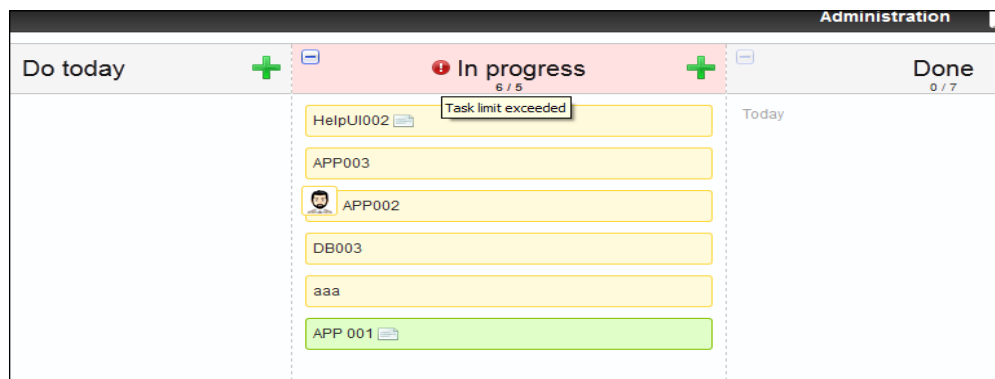 Administration
Do today
In progress
6 / 5
Done
0 / 7
Task limit exceeded
Today
HelpUI002
APP003
APP002
DB003
aaa
APP 001